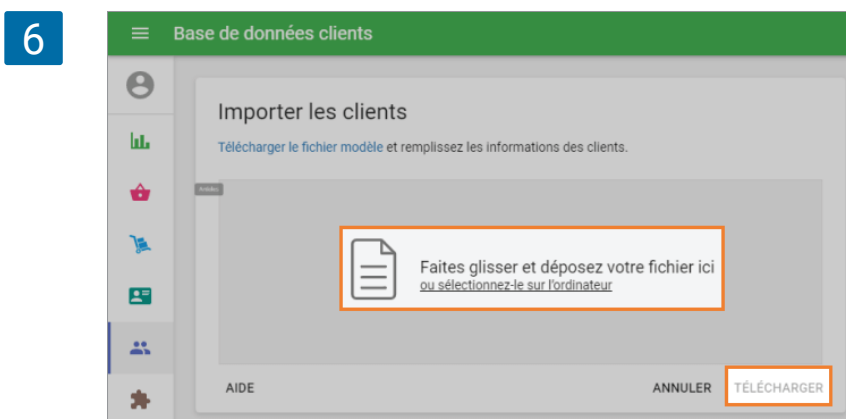 6
Base de données clients
Importer les clients
Télécharger le fichier modèle et remplissez les informations des clients.
Faites glisser et déposez votre fichier ici
ou sélectionnez-le sur l'ordinateur
AIDE
ANNULER
TÉLÉCHARGER